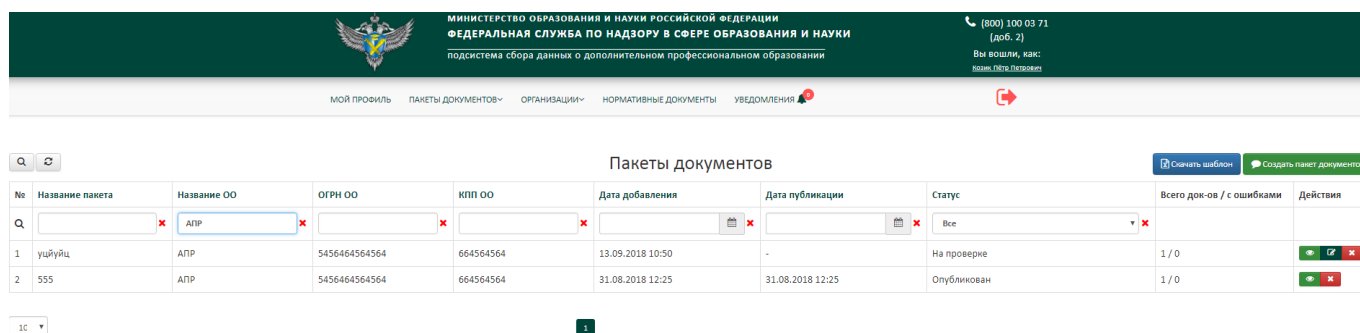 МИНИСТЕРСТВО ОБРАЗОВАНИЯ И НАУКИ РОССИЙСКОЙ ФЕДЕРАЦИИ
ФЕДЕРАЛЬНАЯ СЛУЖБА ПО НАДЗОРУ В СФЕРЕ ОБРАЗОВАНИЯ И НАУКИ
подсистема сбора данных о дополнительном профессиональном образовании
(800) 100 03 71
(доб. 2)
Вы вошли, как:
Козик Пётр Петрович
МОЙ ПРОФИЛЬ ПАКЕТЫ ДОКУМЕНТОВ ОРГАНИЗАЦИИ НОРМАТИВНЫЕ ДОКУМЕНТЫ УВЕДОМЛЕНИЯ 0
Пакеты документов
Скачать шаблон Создать пакет документо
№ Название пакета Название ОО ОГРН ОО КПП ОО Дата добавления Дата публикации Статус Всего док-ов / с ошибками Действия
АПР Все
1 уцйуйц АПР 5456464564564 664564564 13.09.2018 10:50 - На проверке 1 / 0
2 555 АПР 5456464564564 664564564 31.08.2018 12:25 31.08.2018 12:25 Опубликован 1 / 0
10 1